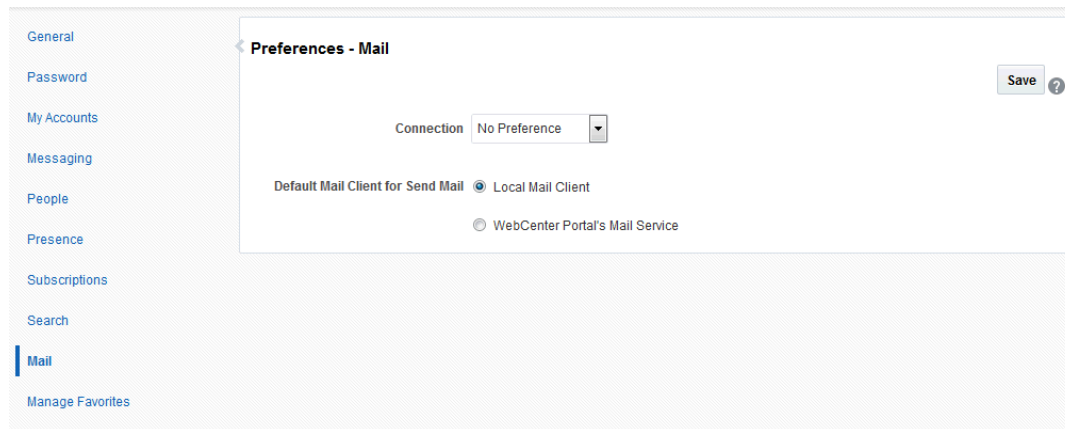 General
Password
My Accounts
Messaging
People
Presence
Subscriptions
Search
Mail
Manage Favorites
Preferences - Mail
Save ?
Connection No Preference
Default Mail Client for Send Mail Local Mail Client
WebCenter Portal's Mail Service